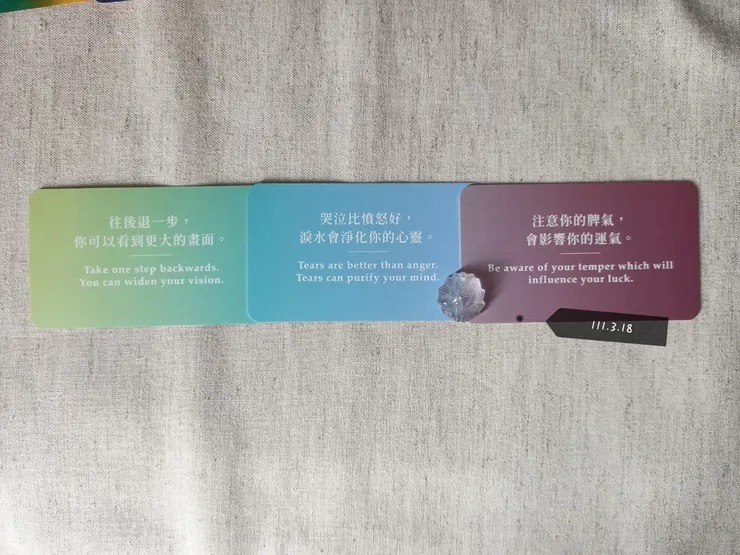 往後退一步，
你可以看到更大的畫面。
Take one step backwards.
You can widen your vision.
哭泣比憤怒好，
淚水會淨化你的心靈。
Tears are better than anger.
Tears can purify your mind.
注意你的脾氣，
會影響你的運氣。
Be aware of your temper which will
influence your luck.
111.3.18